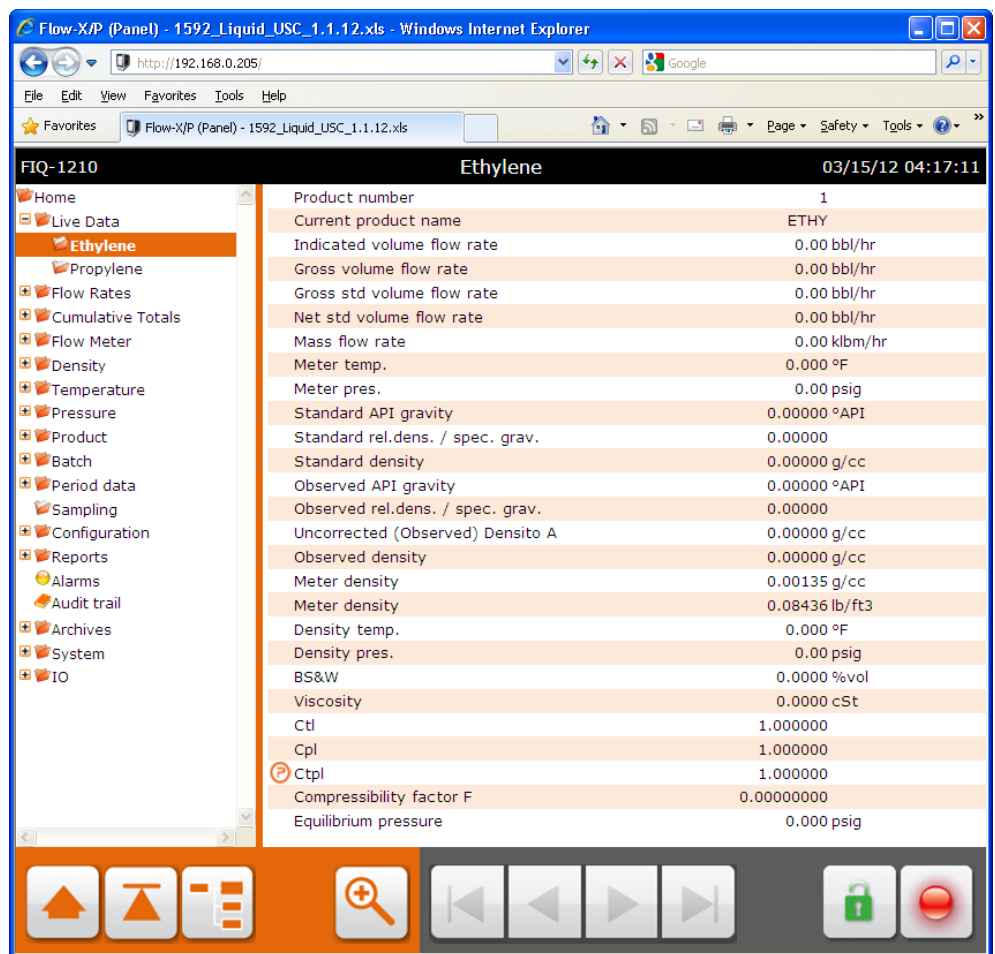 Flow-X/P (Panel) - 1592_Liquid_USC_1.1.12.xls - Windows Internet Explorer
http://192.168.0.205/
Google
File Edit View Favorites Tools Help
Favorites Flow-X/P (Panel) - 1592_Liquid_USC_1.1.12.xls Page Safety Tools
FIQ-1210 Ethylene 03/15/12 04:17:11
Home
Live Data
Ethylene
Propylene
Flow Rates
Cumulative Totals
Flow Meter
Density
Temperature
Pressure
Product
Batch
Period data
Sampling
Configuration
Reports
Alarms
Audit trail
Archives
System
IO
Product number 1
Current product name ETHY
Indicated volume flow rate 0.00 bbl/hr
Gross volume flow rate 0.00 bbl/hr
Gross std volume flow rate 0.00 bbl/hr
Net std volume flow rate 0.00 bbl/hr
Mass flow rate 0.00 klbm/hr
Meter temp. 0.000 °F
Meter pres. 0.00 psig
Standard API gravity 0.00000 °API
Standard rel.dens. / spec. grav. 0.00000
Standard density 0.00000 g/cc
Observed API gravity 0.00000 °API
Observed rel.dens. / spec. grav. 0.00000
Uncorrected (Observed) Densito A 0.00000 g/cc
Observed density 0.00000 g/cc
Meter density 0.00135 g/cc
Meter density 0.08436 lb/ft3
Density temp. 0.000 °F
Density pres. 0.00 psig
BS&W 0.0000 %vol
Viscosity 0.0000 cSt
Ctl 1.000000
Cpl 1.000000
Ctpl 1.000000
Compressibility factor F 0.00000000
Equilibrium pressure 0.000 psig